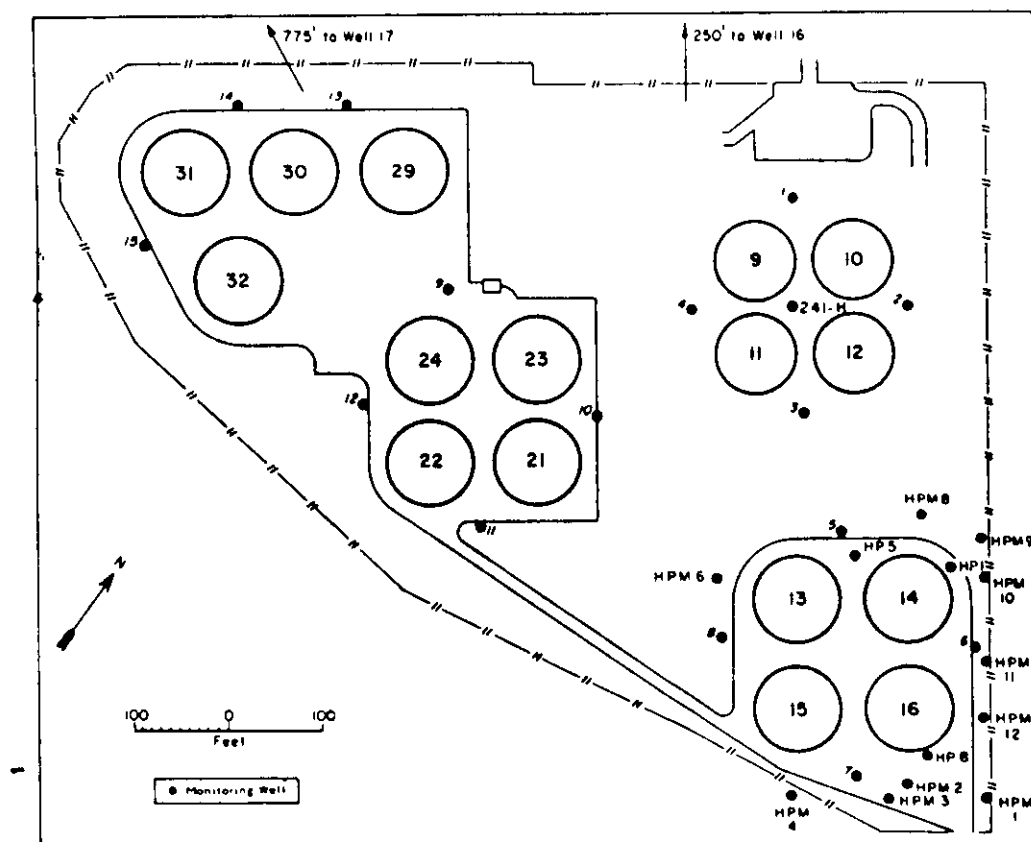 775' to Well 17
250' to Well 16
14
13
31
30
29
1
15
32
9
9
10
4
241-H
2
24
23
11
12
12
10
3
22
21
11
HPM 8
5
HPM 9
HP 5
HP 1
HPM 6
HPM
10
13
14
N
8
6
HPM
11
15
16
HPM
12
100 0 100
Feet
HP 8
7
HPM 2
Monitoring Well
HPM 3
HPM
4
HPM
1